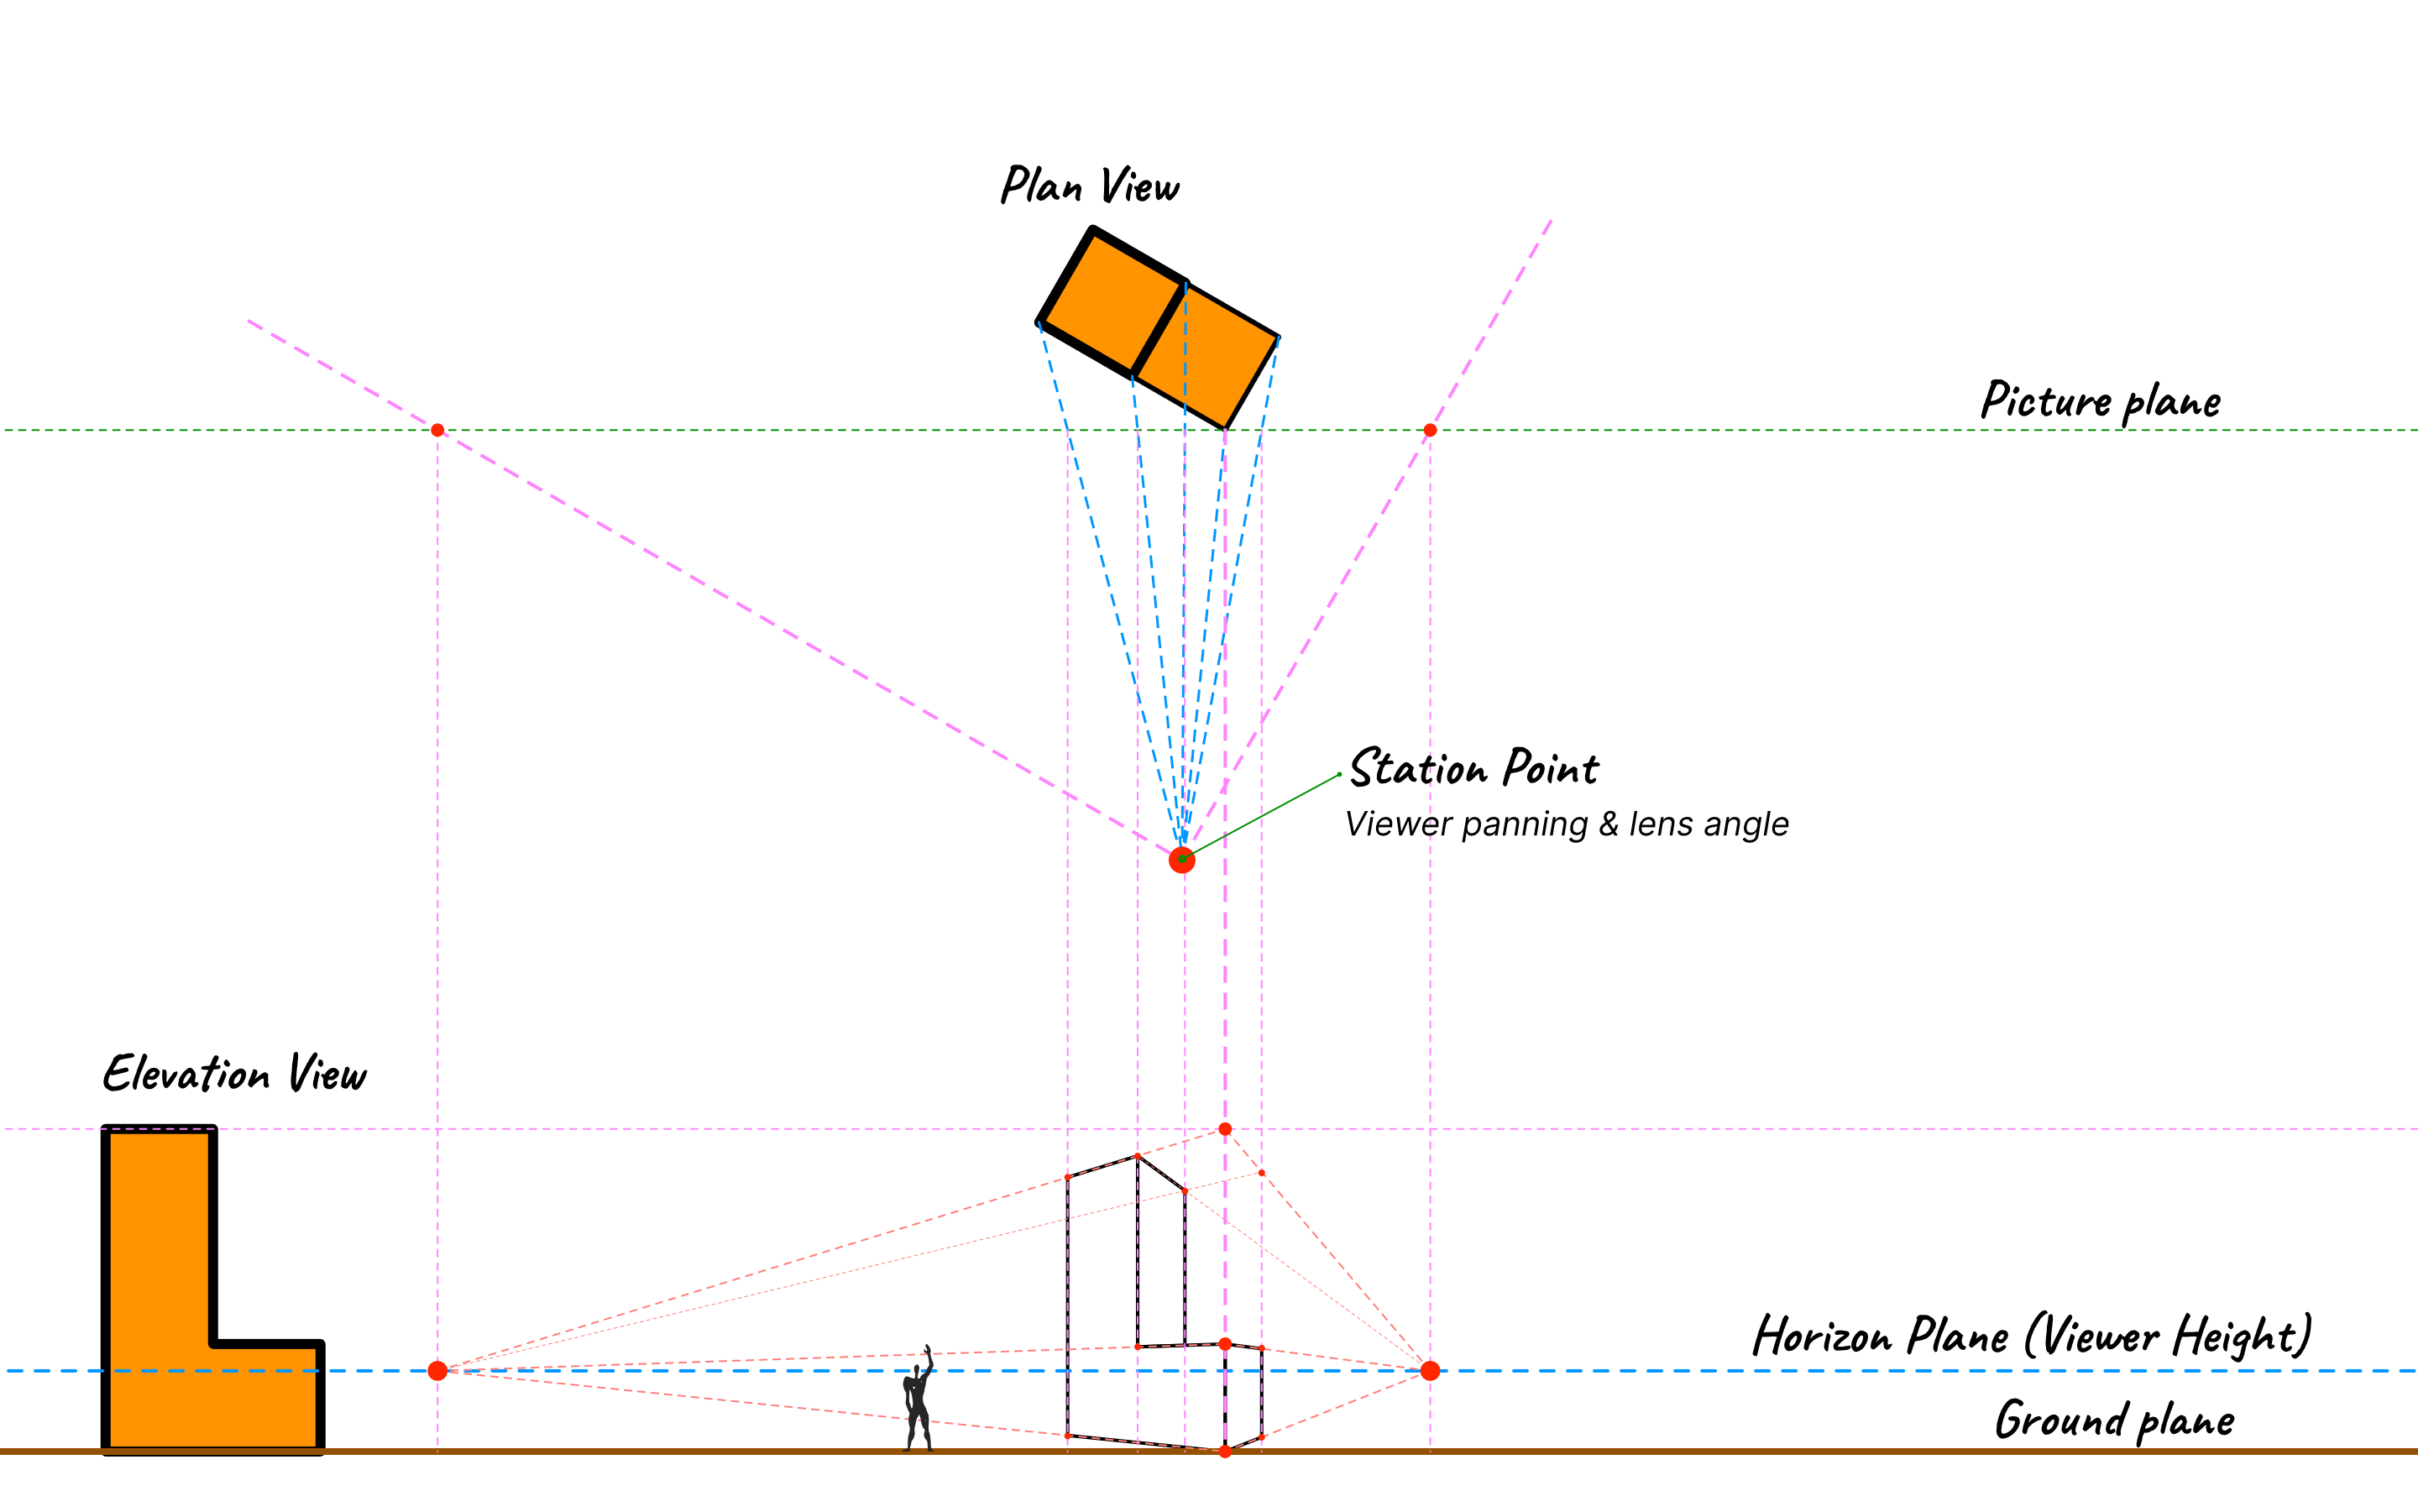 Plan View
Picture plane
Station Point
Viewer panning & lens angle
Elevation View
Horizon Plane (Viewer Height)
Ground plane